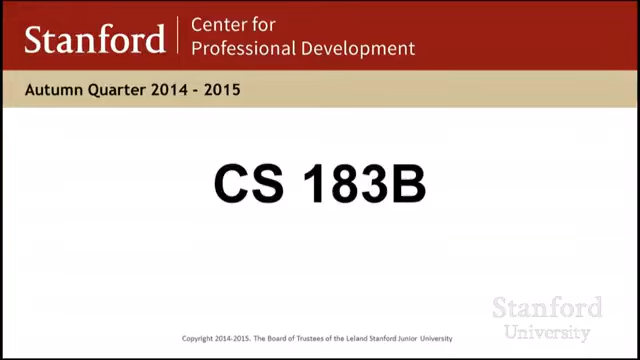 Stanford
Center for
Professional Development
Autumn Quarter 2014 - 2015
CS 183B
Stanford
University
Copyright 2014-2015. The Board of Trustees of the Leland Stanford Junior University